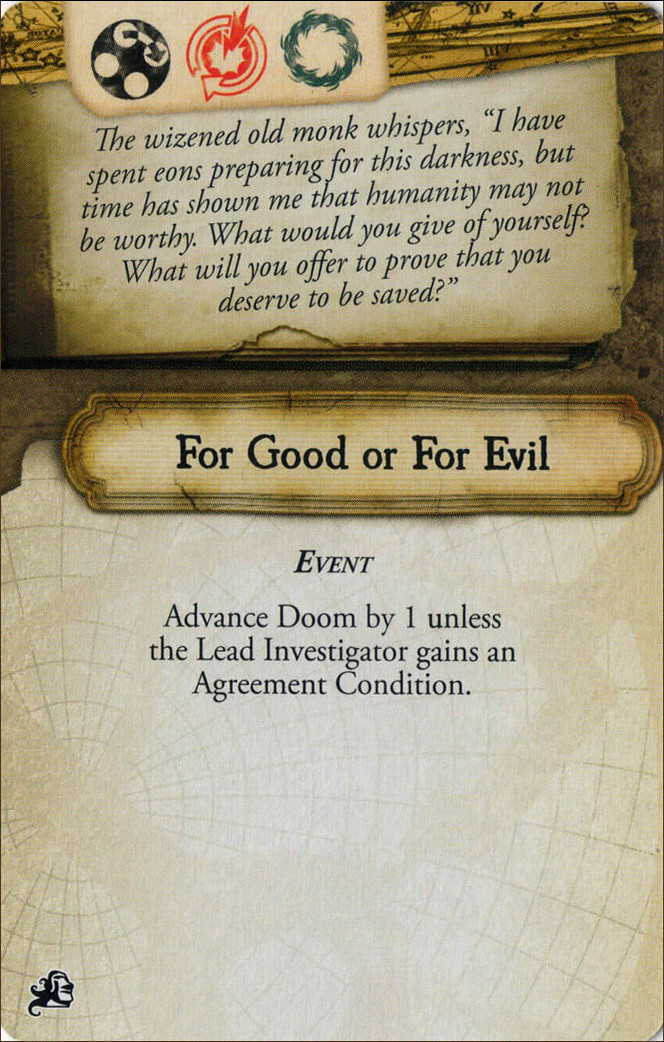 The wizened old monk whispers, “I have
spent eons preparing for this darkness, but
time has shown me that humanity may not
be worthy. What would you give of yourself?
What will you offer to prove that you
deserve to be saved?”
For Good or For Evil
Event
Advance Doom by 1 unless
the Lead Investigator gains an
Agreement Condition.